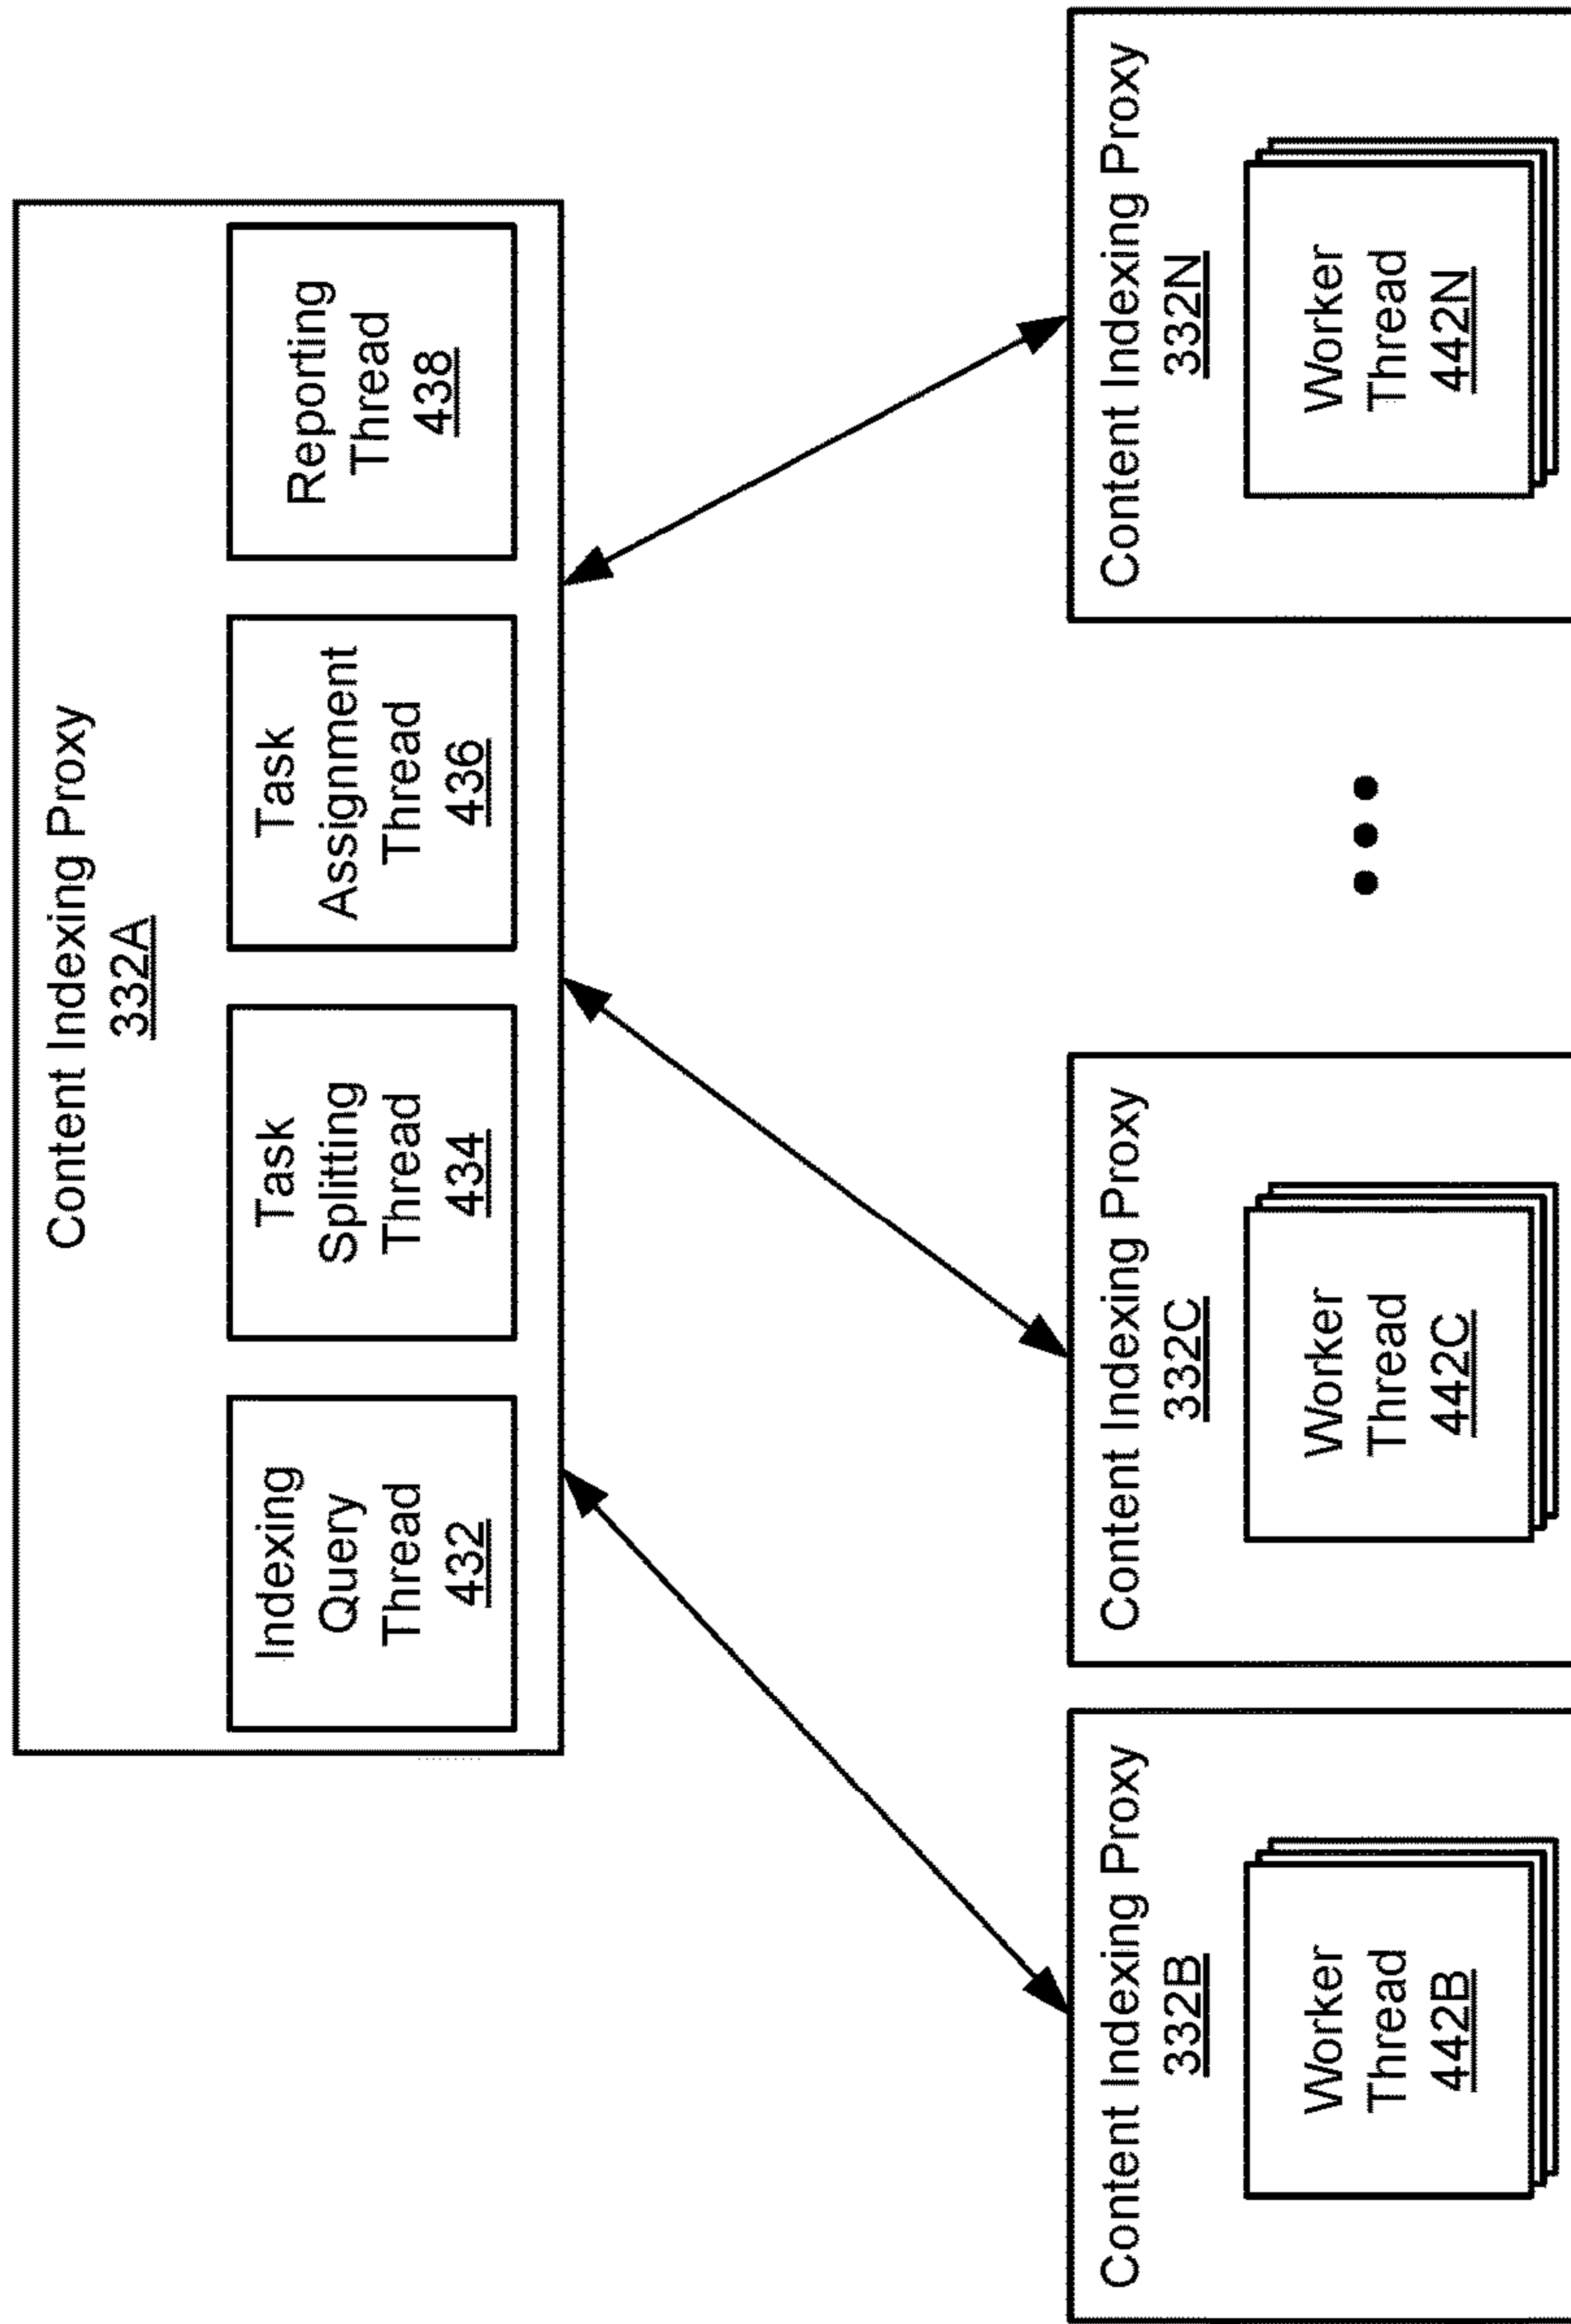 Content Indexing Proxy
332A
Indexing
Query
Thread
432
Task
Splitting
Thread
434
Task
Assignment
Thread
436
Reporting
Thread
438
Content Indexing Proxy
332B
Worker
Thread
442B
Content Indexing Proxy
332C
Worker
Thread
442C
Content Indexing Proxy
332N
Worker
Thread
442N